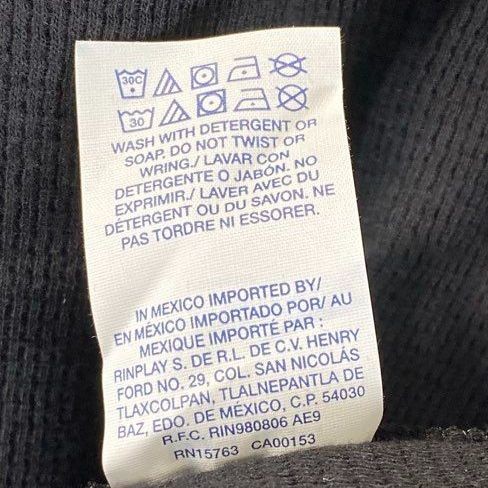 30C
30
WASH WITH DETERGENT OR
SOAP. DO NOT TWIST OR
WRING./ LAVAR CON
DETERGENTE O JABÓN. NO
EXPRIMIR./ LAVER AVEC DU
DÉTERGENT OU DU SAVON. NE
PAS TORDRE NI ESSORER.
IN MEXICO IMPORTED BY/
EN MÉXICO IMPORTADO POR/ AU
MEXIQUE IMPORTÉ PAR :
RINPLAY S. DE R.L. DE C.V. HENRY
FORD NO. 29, COL. SAN NICOLÁS
TLAXCOLPAN, TLALNEPANTLA DE
BAZ, EDO. DE MÉXICO, C.P. 54030
R.F.C. RIN980806 AE9
RN15763 CA00153